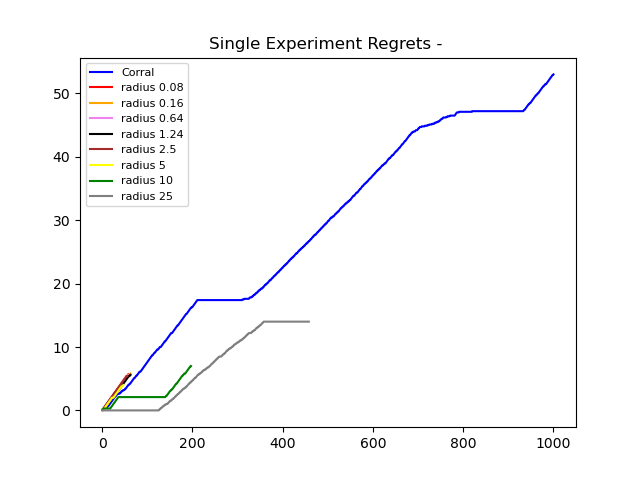 Single Experiment Regrets -
Corral
radius 0.08
radius 0.16
radius 0.64
radius 1.24
radius 2.5
radius 5
radius 10
radius 25
50
40
30
20
10
0
0 200 400 600 800 1000